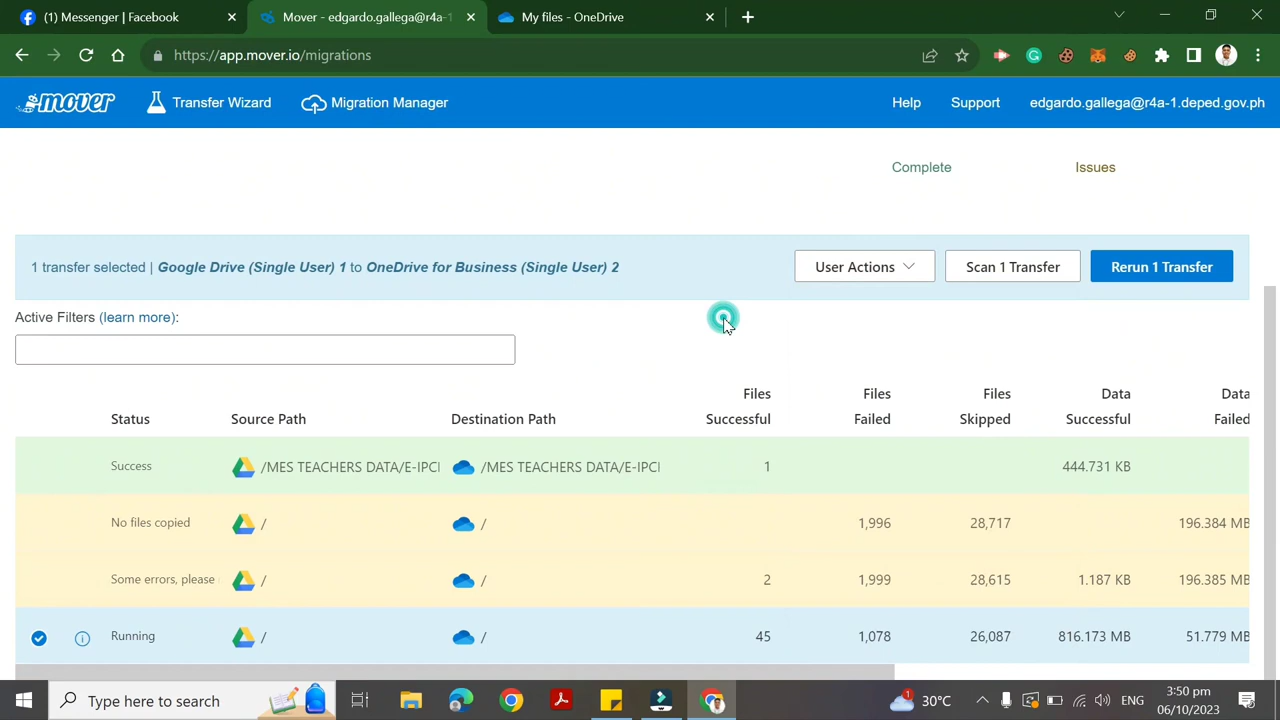 (1) Messenger | Facebook
Mover - edgardo.gallega@r4a-1
My files - OneDrive
https://app.mover.io/migrations
mover
Transfer Wizard
Migration Manager
Help
Support
edgardo.gallega@r4a-1.deped.gov.ph
Complete
Issues
1 transfer selected | Google Drive (Single User) 1 to OneDrive for Business (Single User) 2
User Actions
Scan 1 Transfer
Rerun 1 Transfer
Active Filters (learn more):
Files Files Files Data Data
Status Source Path Destination Path Successful Failed Skipped Successful Failed
Success /MES TEACHERS DATA/E-IPCI /MES TEACHERS DATA/E-IPCI 1 444.731 KB
No files copied / / 1,996 28,717 196.384 MB
Some errors, please / / 2 1,999 28,615 1.187 KB 196.385 MB
Running / / 45 1,078 26,087 816.173 MB 51.779 MB
Type here to search
1
30°C
ENG
3:50 pm
06/10/2023